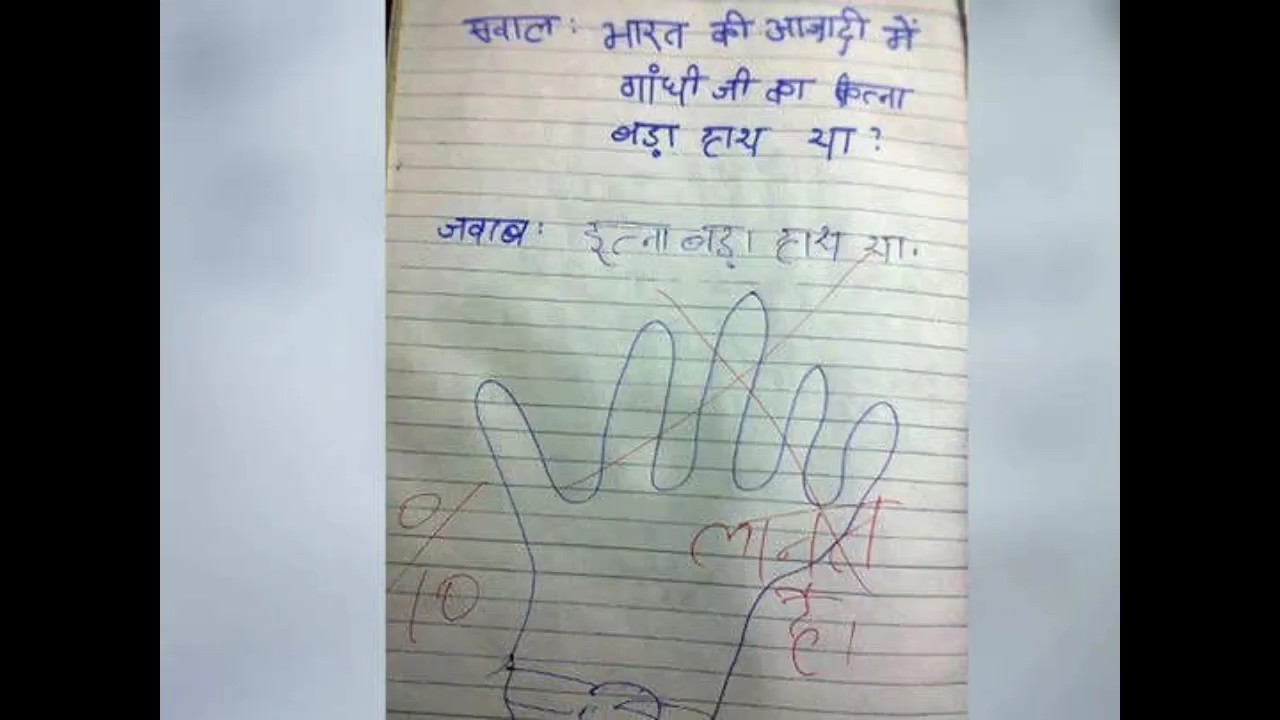 सवाल: भारत की आजादी में
गांधी जी का कितना
बड़ा हाथ था?
जवाब: इतना बड़ा हाथ था.
0/10
लानत
है।